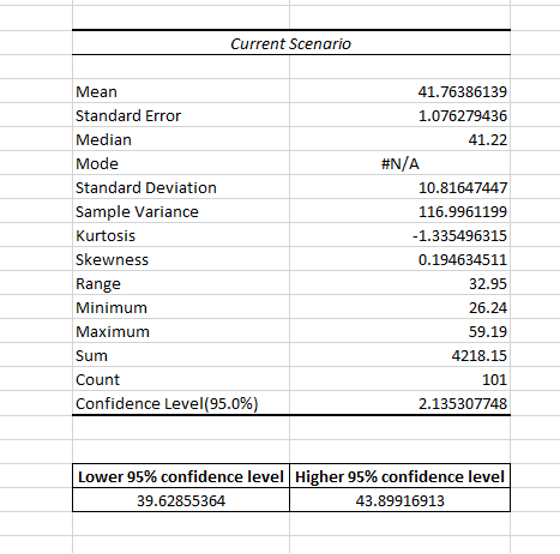 Current Scenario
Mean 41.76386139
Standard Error 1.076279436
Median 41.22
Mode #N/A
Standard Deviation 10.81647447
Sample Variance 116.9961199
Kurtosis -1.335496315
Skewness 0.194634511
Range 32.95
Minimum 26.24
Maximum 59.19
Sum 4218.15
Count 101
Confidence Level(95.0%) 2.135307748
Lower 95% confidence level Higher 95% confidence level
39.62855364 43.89916913